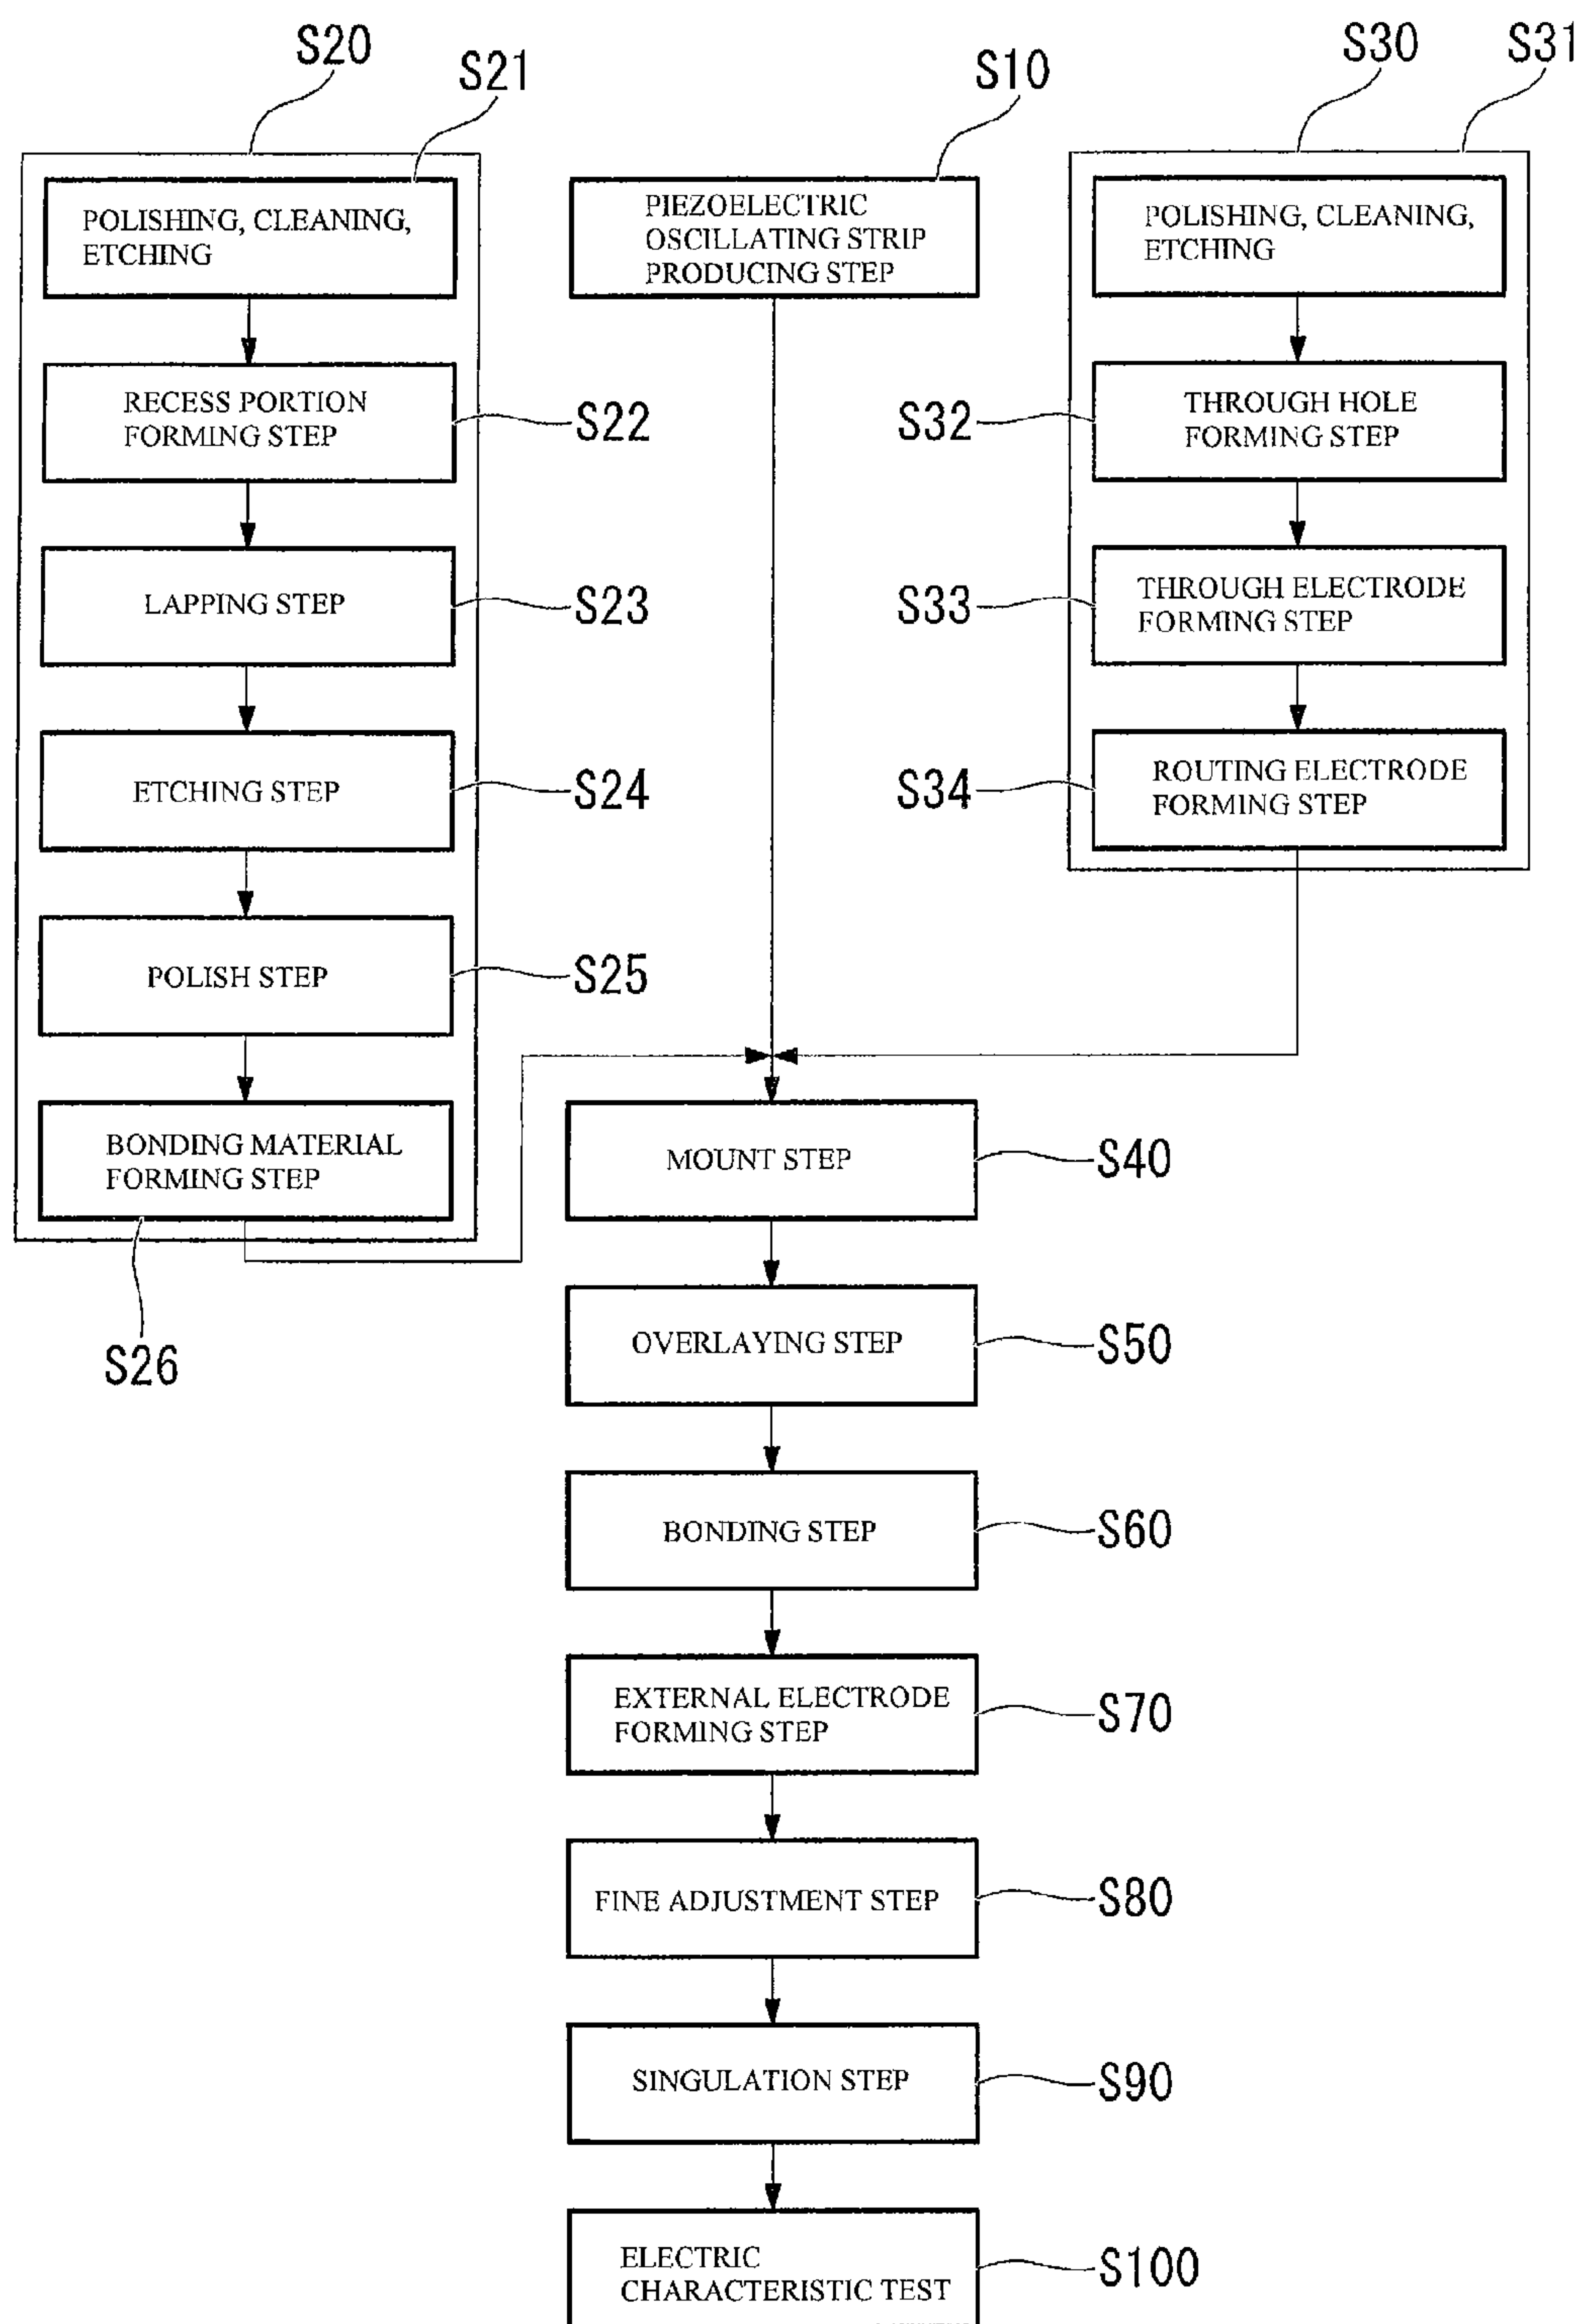 S20
S21
S10
S30
S31
POLISHING, CLEANING,
ETCHING
PIEZOELECTRIC
OSCILLATING STRIP
PRODUCING STEP
POLISHING, CLEANING,
ETCHING
RECESS PORTION
FORMING STEP
S22
S32
THROUGH HOLE
FORMING STEP
LAPPING STEP
S23
S33
THROUGH ELECTRODE
FORMING STEP
ETCHING STEP
S24
S34
ROUTING ELECTRODE
FORMING STEP
POLISH STEP
S25
BONDING MATERIAL
FORMING STEP
S26
MOUNT STEP
S40
OVERLAYING STEP
S50
BONDING STEP
S60
EXTERNAL ELECTRODE
FORMING STEP
S70
FINE ADJUSTMENT STEP
S80
SINGULATION STEP
S90
ELECTRIC
CHARACTERISTIC TEST
S100